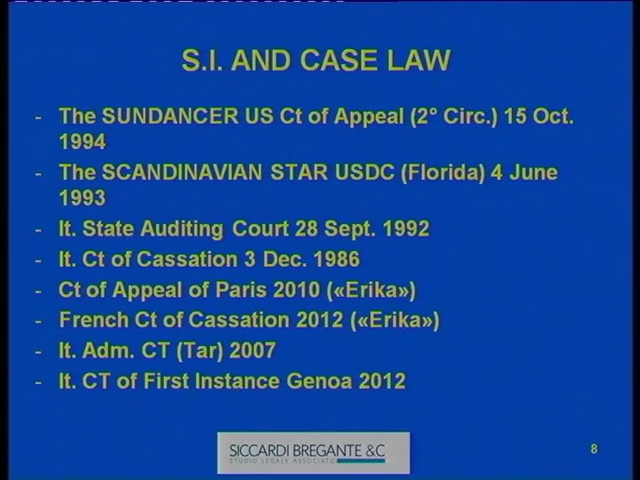 S.I. AND CASE LAW
- The SUNDANCER US Ct of Appeal (2° Circ.) 15 Oct.
1994
- The SCANDINAVIAN STAR USDC (Florida) 4 June
1993
- It. State Auditing Court 28 Sept. 1992
- It. Ct of Cassation 3 Dec. 1986
- Ct of Appeal of Paris 2010 («Erika»)
- French Ct of Cassation 2012 («Erika»)
- It. Adm. CT (Tar) 2007
- It. CT of First Instance Genoa 2012
SICCARDI BREGANTE &C
STUDIO LEGALE ASSOCIATO
8